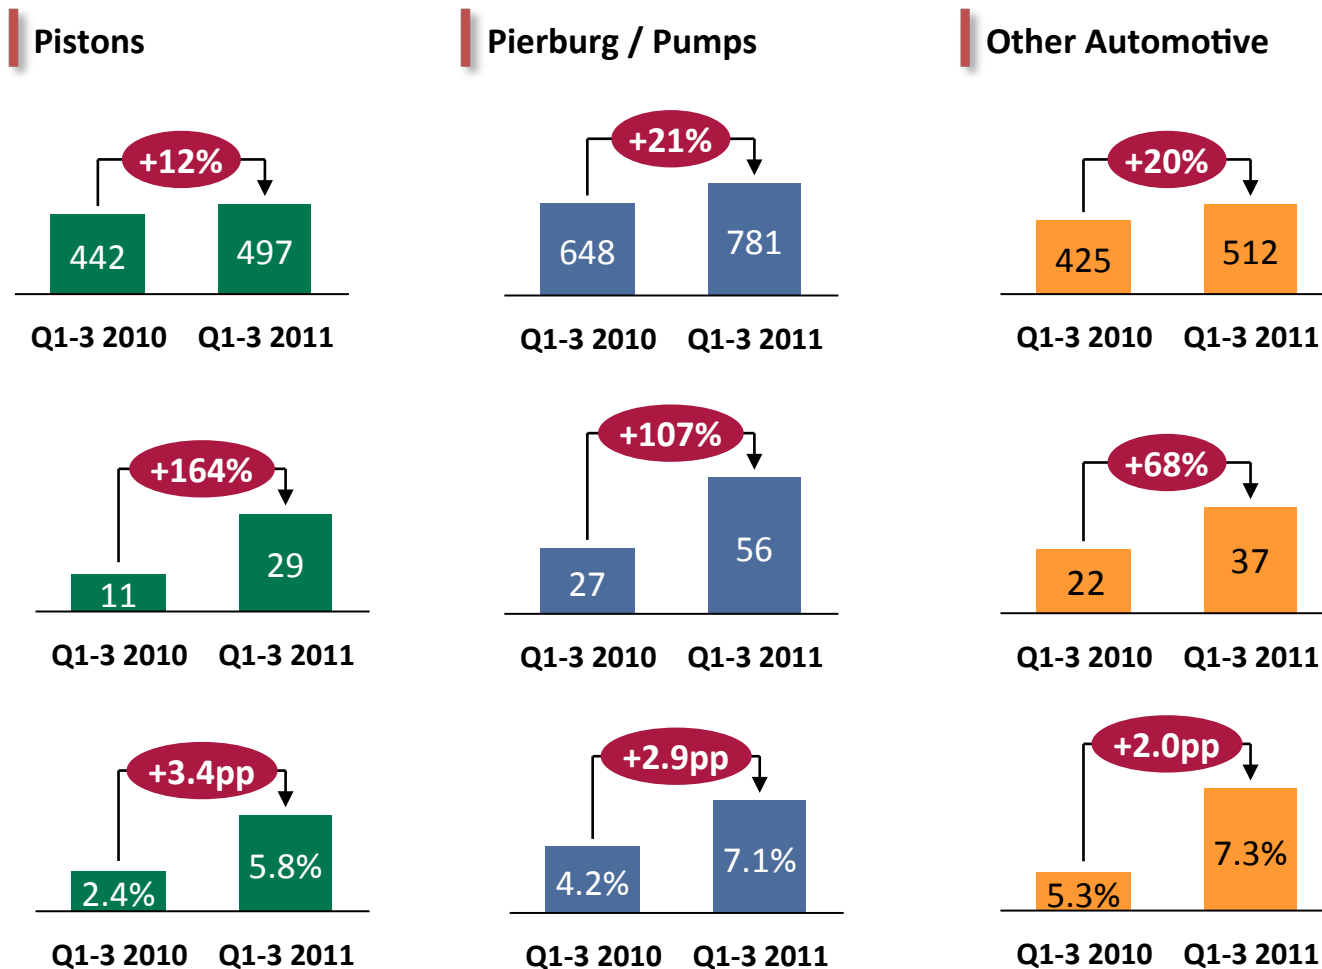 Pistons
Pierburg / Pumps
Other Automotive
+12%
+21%
+20%
442
497
648
781
425
512
Q1-3 2010
Q1-3 2011
Q1-3 2010
Q1-3 2011
Q1-3 2010
Q1-3 2011
+164%
+107%
+68%
11
29
27
56
22
37
Q1-3 2010
Q1-3 2011
Q1-3 2010
Q1-3 2011
Q1-3 2010
Q1-3 2011
+3.4pp
+2.9pp
+2.0pp
2.4%
5.8%
4.2%
7.1%
5.3%
7.3%
Q1-3 2010
Q1-3 2011
Q1-3 2010
Q1-3 2011
Q1-3 2010
Q1-3 2011